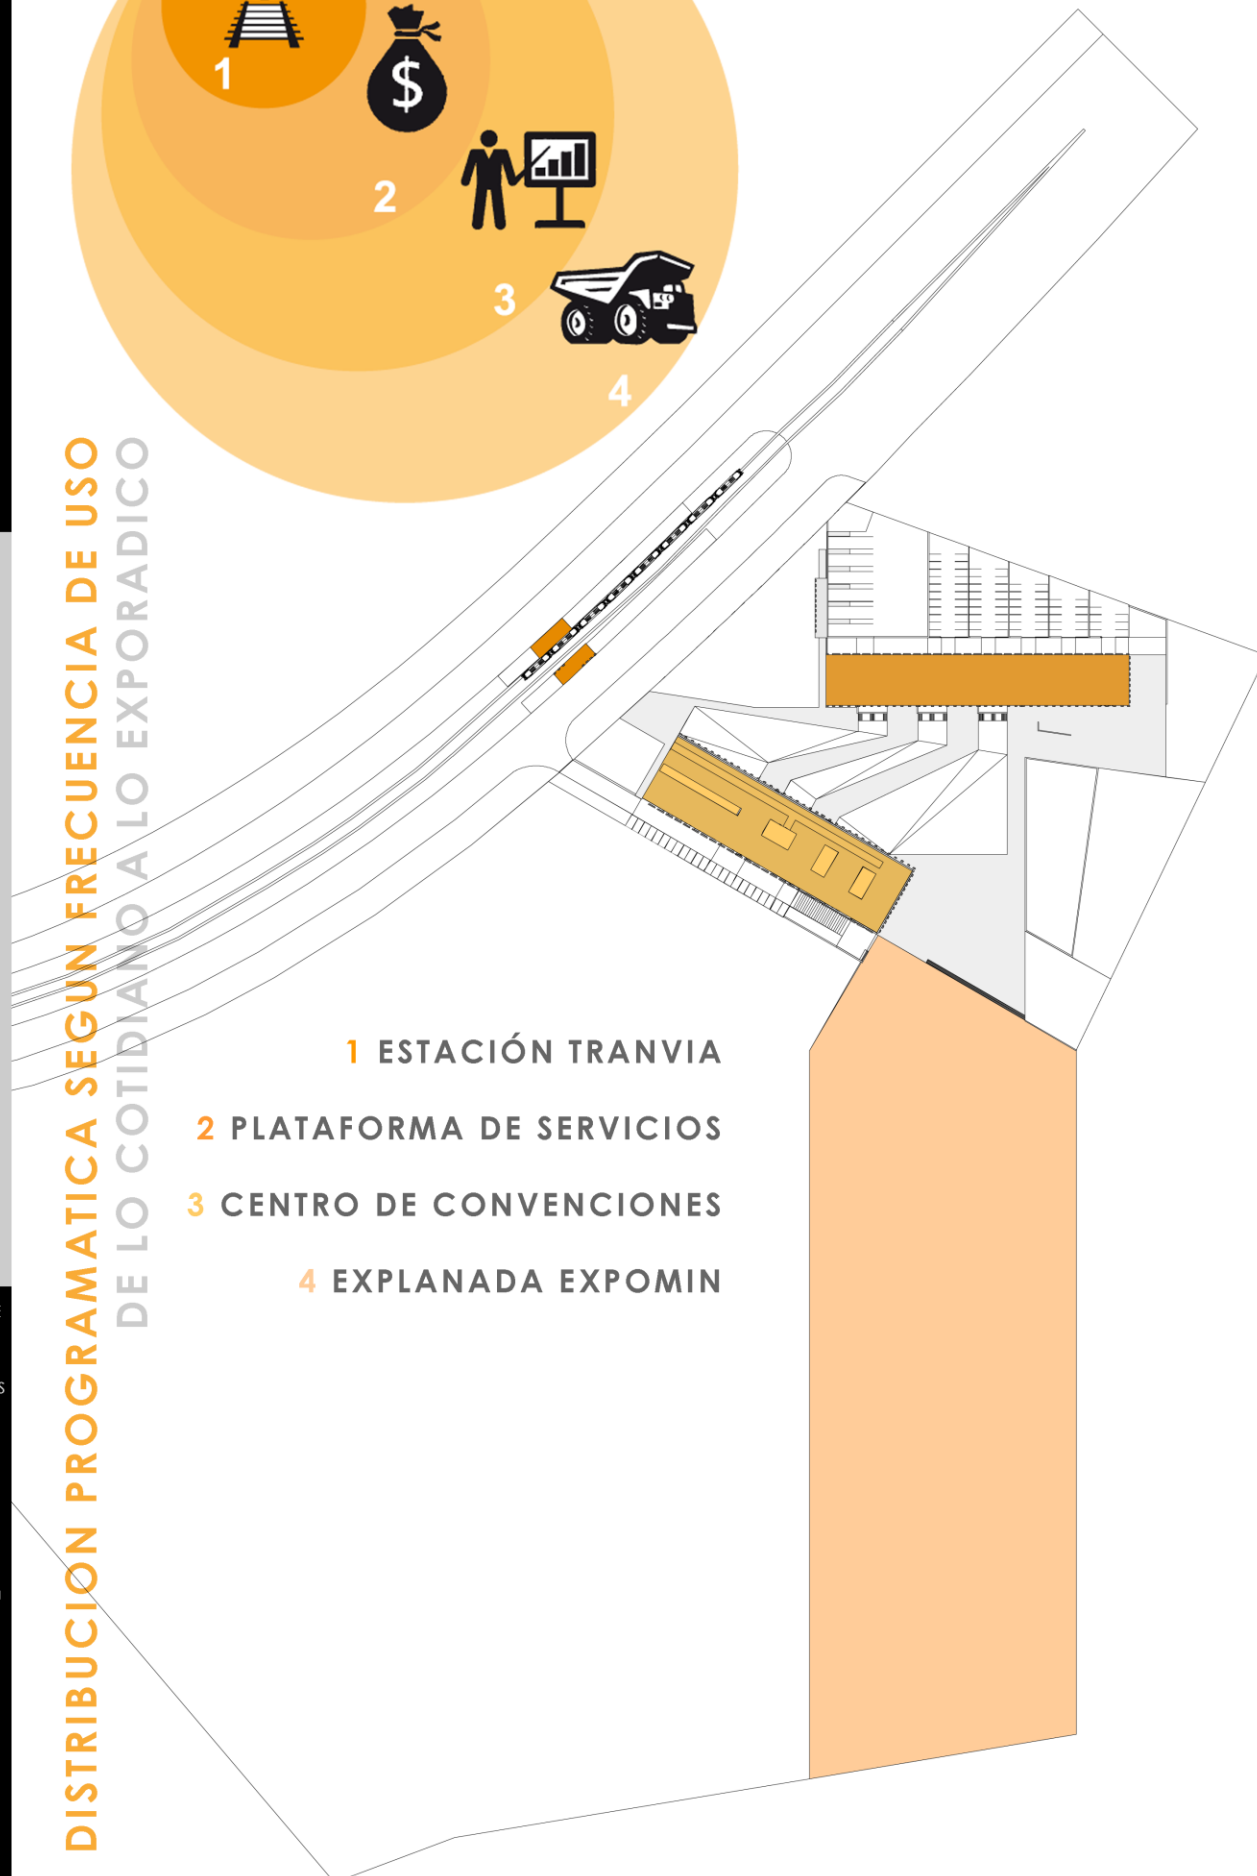 1
$
2
3
4
DISTRIBUCION PROGRAMATICA SEGUN FRECUENCIA DE USO
DE LO COTIDIANO A LO EXPORADICO
1 ESTACIÓN TRANVIA
2 PLATAFORMA DE SERVICIOS
3 CENTRO DE CONVENCIONES
4 EXPLANADA EXPOMIN